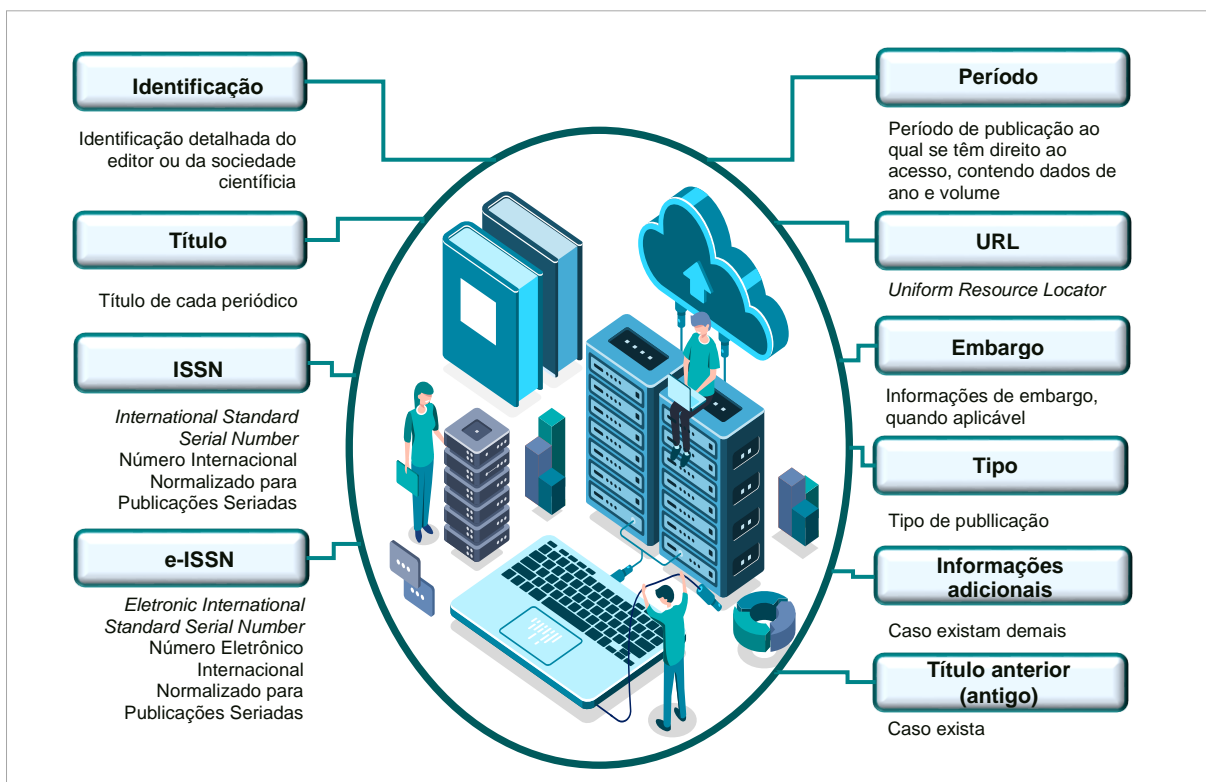 Identificação
Identificação detalhada do
editor ou da sociedade
científicia
Título
Título de cada periódico
ISSN
International Standard
Serial Number
Número Internacional
Normalizado para
Publicações Seriadas
e-ISSN
Eletronic International
Standard Serial Number
Número Eletrônico
Internacional
Normalizado para
Publicações Seriadas
Período
Período de publicação ao
qual se têm direito ao
acesso, contendo dados de
ano e volume
URL
Uniform Resource Locator
Embargo
Informações de embargo,
quando aplicável
Tipo
Tipo de publlicação
Informações
adicionais
Caso existam demais
Título anterior
(antigo)
Caso exista